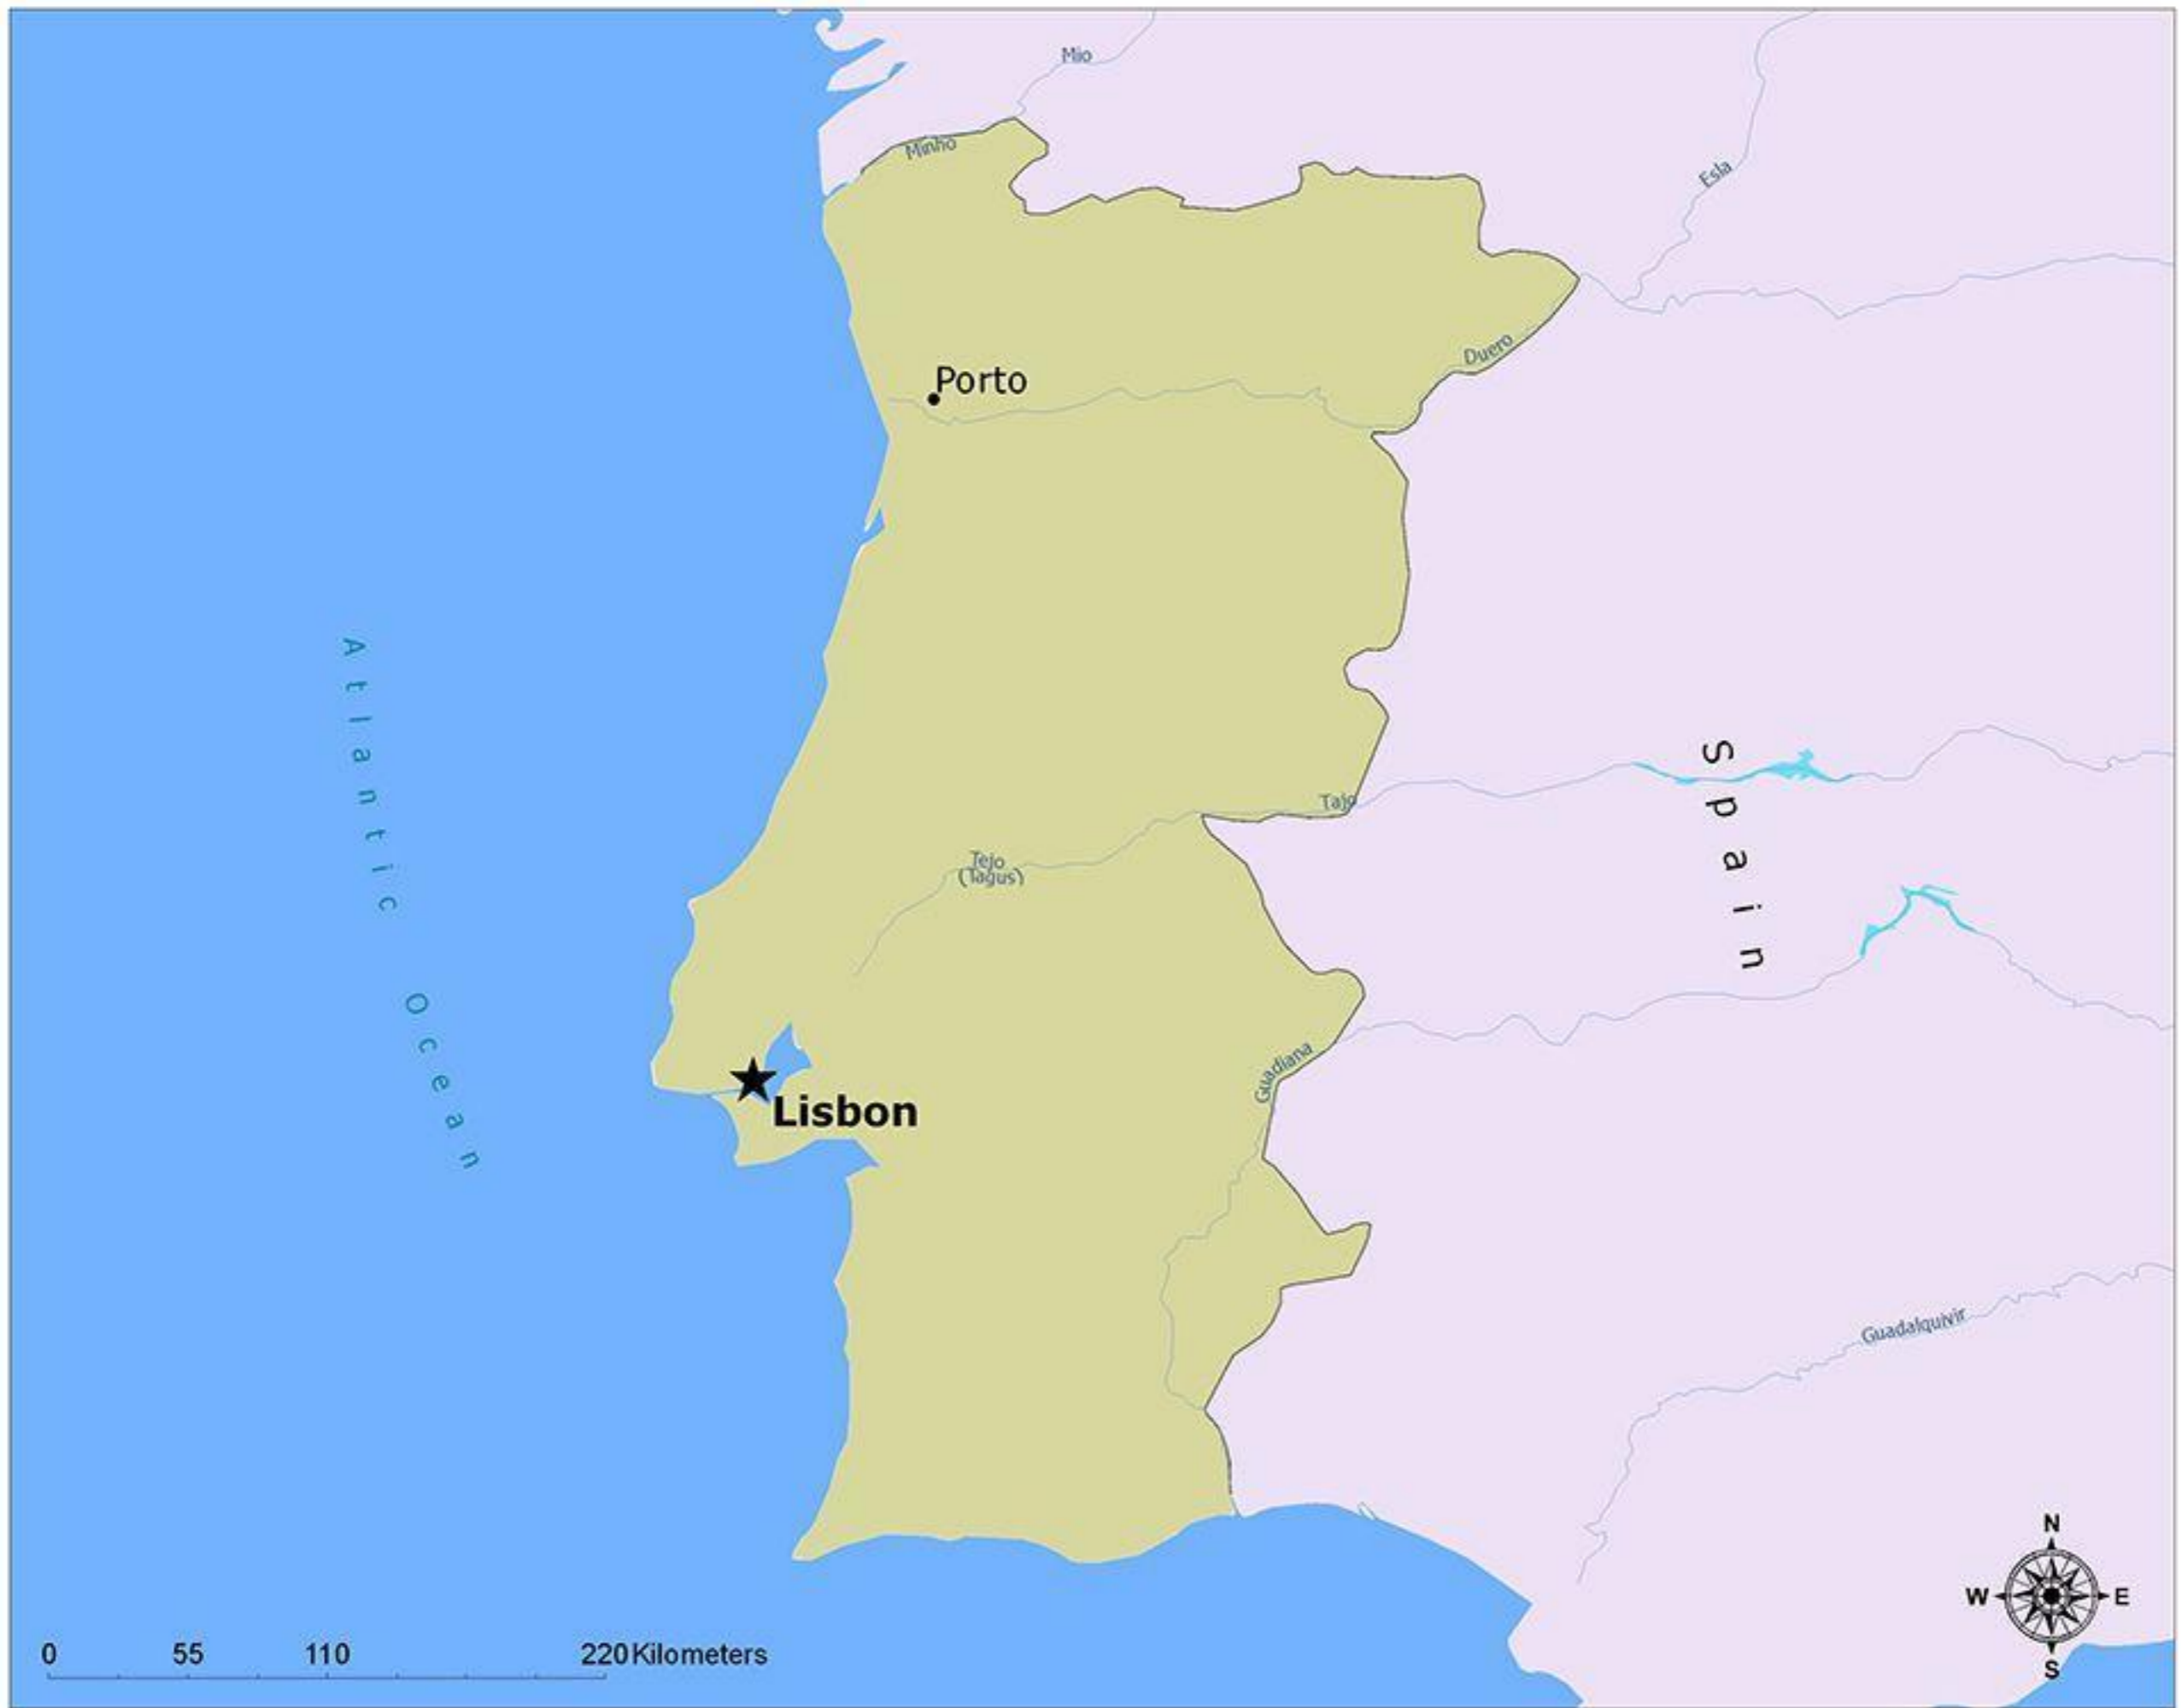 Mio
Minho
Esla
Duero
Porto
Atlantic Ocean
Spain
Tajo
Tejo
(Tagus)
Guadiana
Lisbon
Guadalquivir
N
W E
S
0 55 110 220 Kilometers